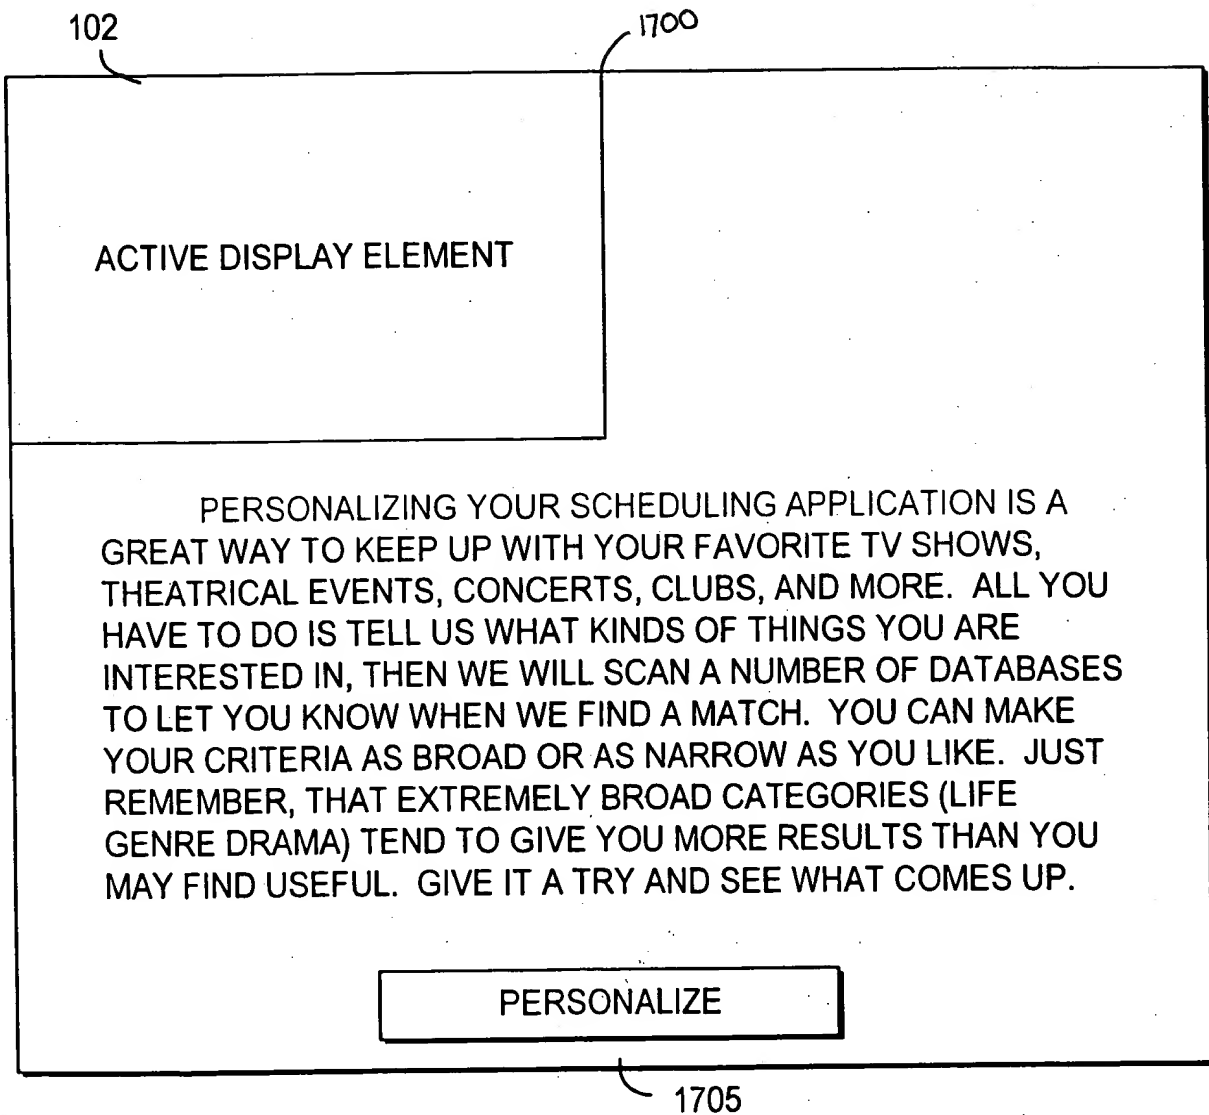 102
1700
ACTIVE DISPLAY ELEMENT
PERSONALIZING YOUR SCHEDULING APPLICATION IS A
GREAT WAY TO KEEP UP WITH YOUR FAVORITE TV SHOWS,
THEATRICAL EVENTS, CONCERTS, CLUBS, AND MORE.  ALL YOU
HAVE TO DO IS TELL US WHAT KINDS OF THINGS YOU ARE
INTERESTED IN, THEN WE WILL SCAN A NUMBER OF DATABASES
TO LET YOU KNOW WHEN WE FIND A MATCH.  YOU CAN MAKE
YOUR CRITERIA AS BROAD OR AS NARROW AS YOU LIKE.  JUST
REMEMBER, THAT EXTREMELY BROAD CATEGORIES (LIFE
GENRE DRAMA) TEND TO GIVE YOU MORE RESULTS THAN YOU
MAY FIND USEFUL.  GIVE IT A TRY AND SEE WHAT COMES UP.
PERSONALIZE
1705